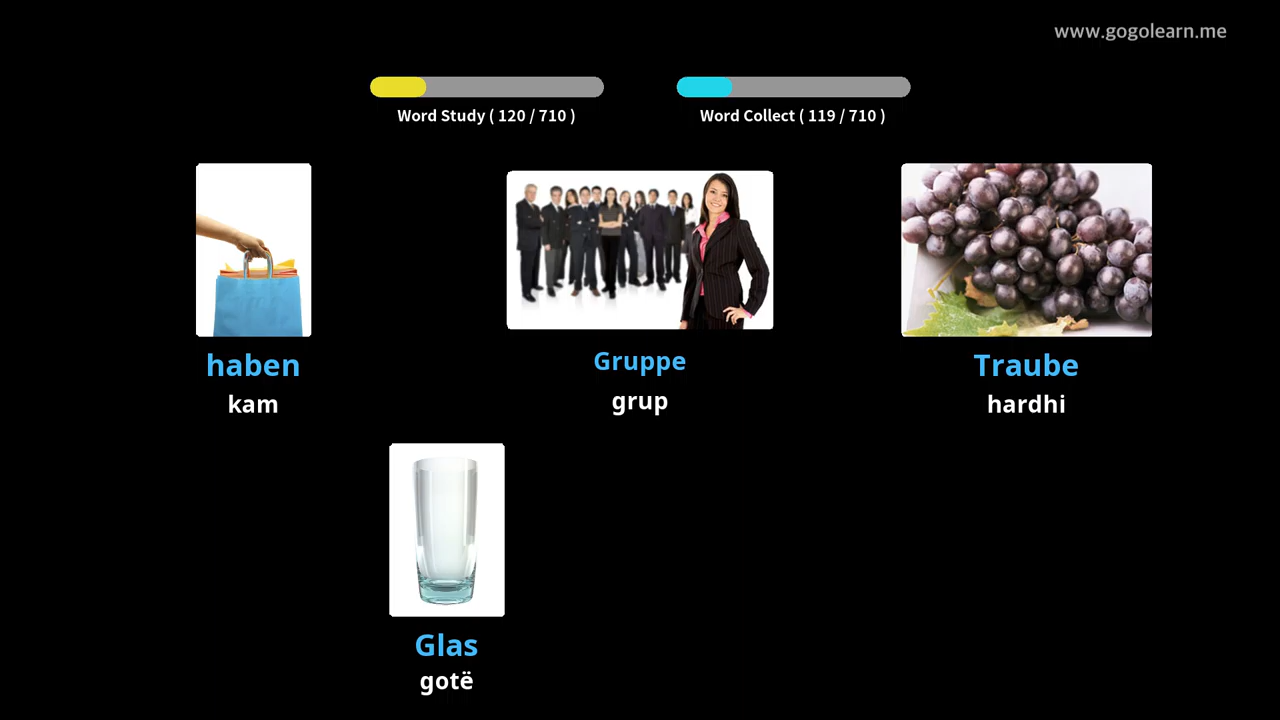 www.gogolearn.me
Word Study ( 120 / 710 )
Word Collect ( 119 / 710 )
haben
kam
Gruppe
grup
Traube
hardhi
Glas
gotë